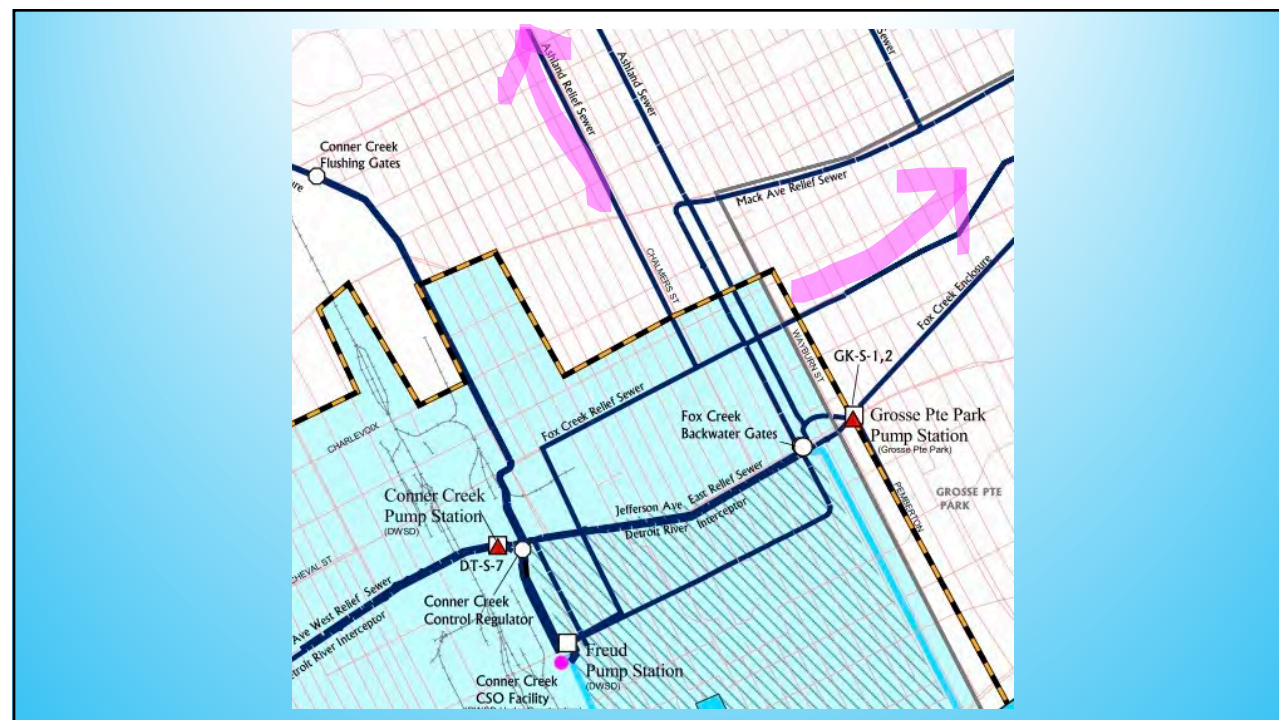 Ashland Relief Sewer
Ashland Sewer
Sewer
Conner Creek
Flushing Gates
Mack Ave Relief Sewer
CHALMERS ST
Fox Creek Enclosure
WAYBURN ST
GK-S-1,2
Fox Creek Relief Sewer
Fox Creek
Backwater Gates
Grosse Pte Park
Pump Station
(Grosse Pte Park)
CHARLEVOIX
Conner Creek
Pump Station
(DWSD)
Jefferson Ave East Relief Sewer
Detroit River Interceptor
PEMBERTON
GROSSE PTE
PARK
DT-S-7
CHEVAL ST
Conner Creek
Control Regulator
Ave West Relief Sewer
troit River Interceptor
Freud
Pump Station
(DWSD)
Conner Creek
CSO Facility